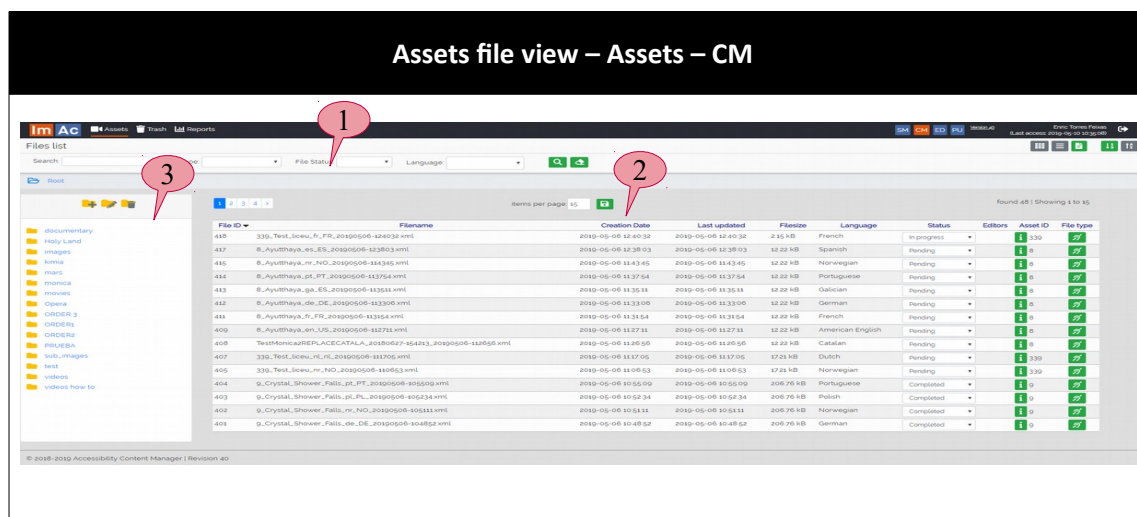 Assets file view – Assets – CM
1
Im Ac Assets Trash Reports SM CM ED PU Version 40 Enric Torres Feixas
(Last access: 2019-05-10 10:35:08)
Files list
Search: File Status: Language:
3
2
Root
1 2 3 4 » items per page: 15 found 48 | Showing 1 to 15
File ID Filename Creation Date Last updated Filesize Language Status Editors Asset ID File type
418 339_Test_liceu_fr_FR_20190506-124032.xml 2019-05-06 12:40:32 2019-05-06 12:40:32 2.15 kB French In progress 339
417 8_Ayutthaya_es_ES_20190506-123803.xml 2019-05-06 12:38:03 2019-05-06 12:38:03 12.22 kB Spanish Pending 8
415 8_Ayutthaya_nr_NO_20190506-114345.xml 2019-05-06 11:43:45 2019-05-06 11:43:45 12.22 kB Norwegian Pending 8
414 8_Ayutthaya_pt_PT_20190506-113754.xml 2019-05-06 11:37:54 2019-05-06 11:37:54 12.22 kB Portuguese Pending 8
413 8_Ayutthaya_ga_ES_20190506-113511.xml 2019-05-06 11:35:11 2019-05-06 11:35:11 12.22 kB Galician Pending 8
412 8_Ayutthaya_de_DE_20190506-113306.xml 2019-05-06 11:33:06 2019-05-06 11:33:06 12.22 kB German Pending 8
411 8_Ayutthaya_fr_FR_20190506-113154.xml 2019-05-06 11:31:54 2019-05-06 11:31:54 12.22 kB French Pending 8
409 8_Ayutthaya_en_US_20190506-112711.xml 2019-05-06 11:27:11 2019-05-06 11:27:11 12.22 kB American English Pending 8
408 TestMonica2REPLACECATALA_20180627-154213_20190506-112656.xml 2019-05-06 11:26:56 2019-05-06 11:26:56 12.22 kB Catalan Pending 8
407 339_Test_liceu_nl_nl_20190506-111705.xml 2019-05-06 11:17:05 2019-05-06 11:17:05 17.21 kB Dutch Pending 339
405 339_Test_liceu_nr_NO_20190506-110653.xml 2019-05-06 11:06:53 2019-05-06 11:06:53 17.21 kB Norwegian Pending 339
404 9_Crystal_Shower_Falls_pt_PT_20190506-105509.xml 2019-05-06 10:55:09 2019-05-06 10:55:09 206.76 kB Portuguese Completed 9
403 9_Crystal_Shower_Falls_pl_PL_20190506-105234.xml 2019-05-06 10:52:34 2019-05-06 10:52:34 206.76 kB Polish Completed 9
402 9_Crystal_Shower_Falls_nr_NO_20190506-105111.xml 2019-05-06 10:51:11 2019-05-06 10:51:11 206.76 kB Norwegian Completed 9
401 9_Crystal_Shower_Falls_de_DE_20190506-104852.xml 2019-05-06 10:48:52 2019-05-06 10:48:52 206.76 kB German Completed 9
documentary
Holy Land
images
kimia
mars
monica
movies
Opera
ORDER 3
ORDER1
ORDER2
PRUEBA
sub_images
test
videos
videos how to
© 2018-2019 Accessibility Content Manager | Revision 40